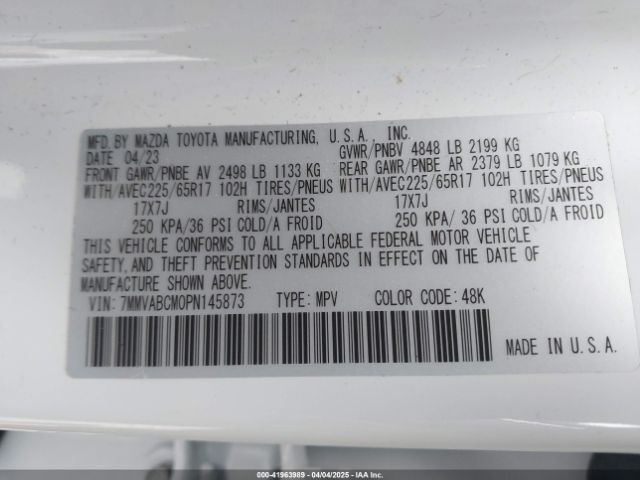 MFD. BY MAZDA TOYOTA MANUFACTURING, U.S.A., INC.
DATE 04/23 GVWR/PNBV 4848 LB 2199 KG
FRONT GAWR/PNBE AV 2498 LB 1133 KG REAR GAWR/PNBE AR 2379 LB 1079 KG
WITH/AVEC225/65R17 102H TIRES/PNEUS WITH/AVEC225/65R17 102H TIRES/PNEUS
17X7J RIMS/JANTES 17X7J RIMS/JANTES
250 KPA/36 PSI COLD/A FROID 250 KPA/36 PSI COLD/A FROID
THIS VEHICLE CONFORMS TO ALL APPLICABLE FEDERAL MOTOR VEHICLE
SAFETY, AND THEFT PREVENTION STANDARDS IN EFFECT ON THE DATE OF
MANUFACTURE SHOWN ABOVE.
VIN: 7MMVABCM0PN145873 TYPE: MPV COLOR CODE: 48K
MADE IN U.S.A.
000-41963989 - 04/04/2025 - IAAI.COM